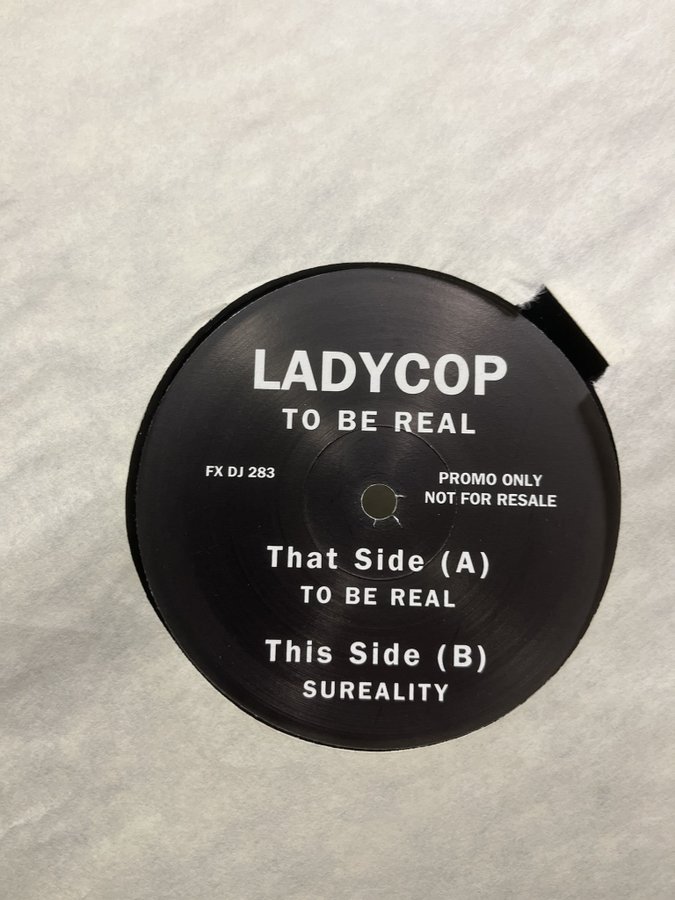 LADYCOP
TO BE REAL
FX DJ 283
PROMO ONLY
NOT FOR RESALE
That Side (A)
TO BE REAL
This Side (B)
SUREALITY